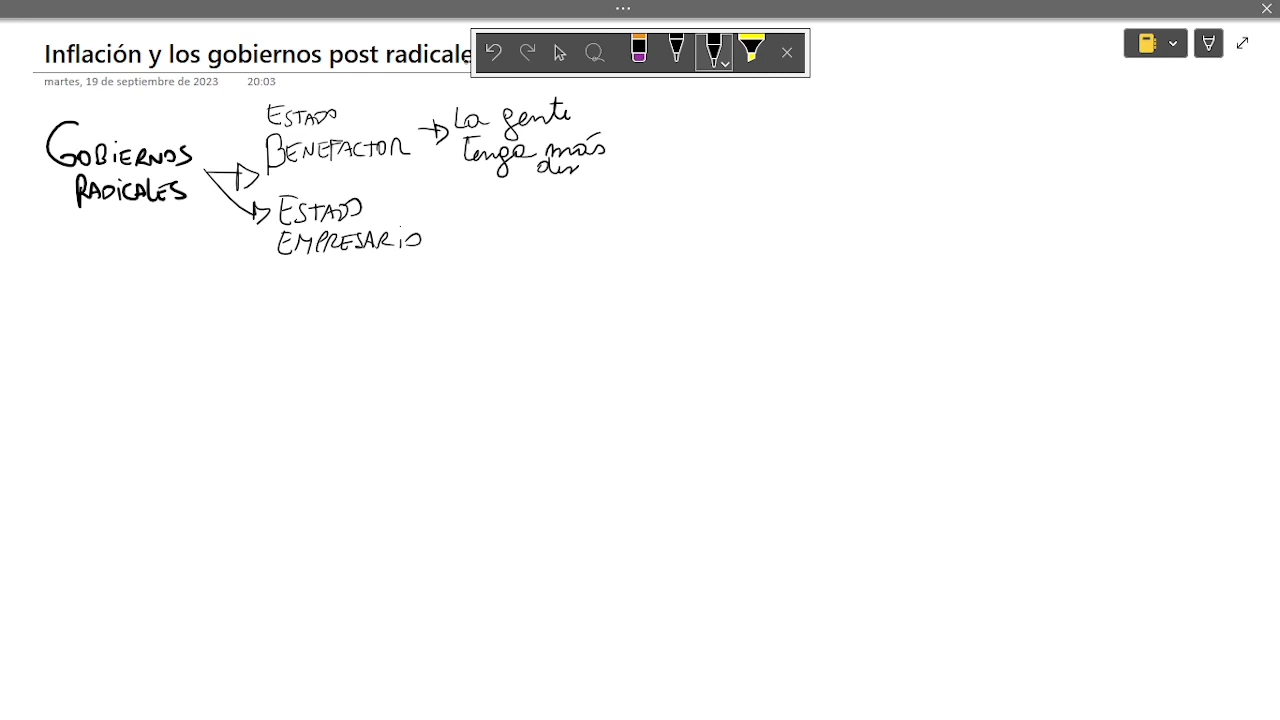 Inflación y los gobiernos post radicale
martes, 19 de septiembre de 2023 20:03
GOBIERNOS
RADICALES
ESTADO
BENEFACTOR
La gente
tenga más
ESTADO
EMPRESARIO